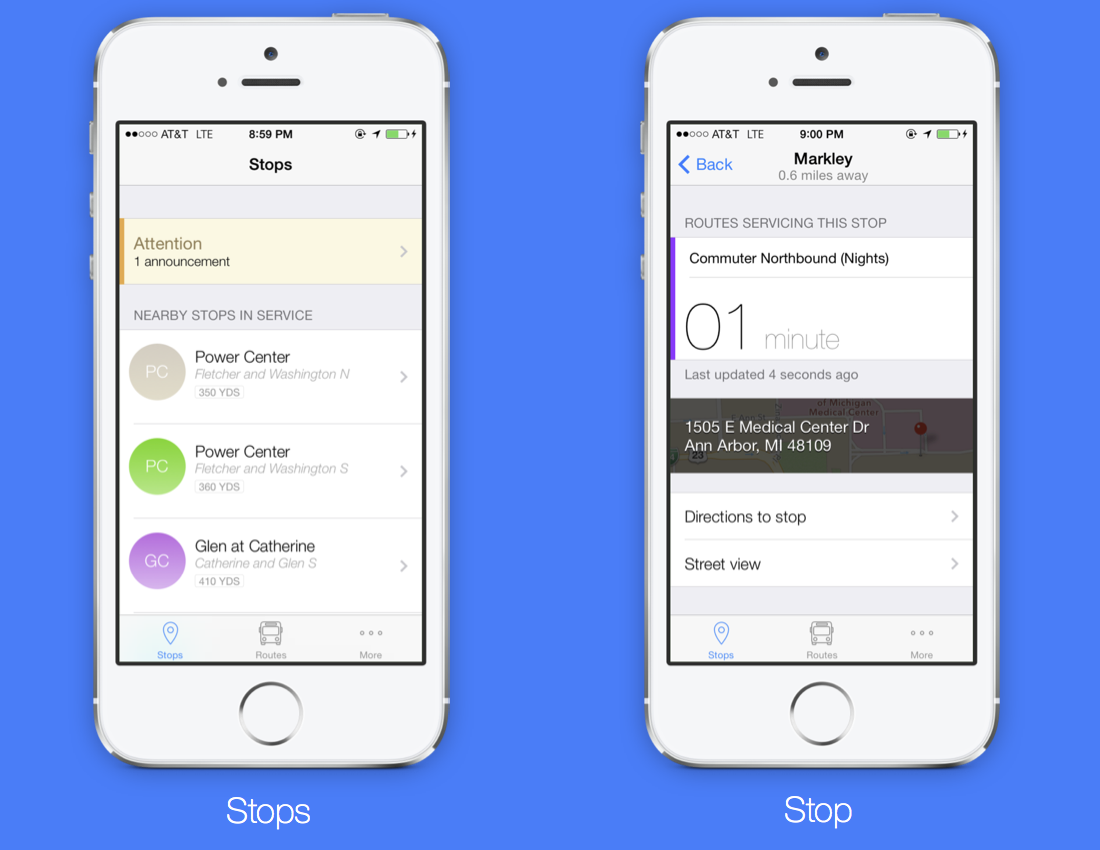 AT&T LTE 8:59 PM
Stops
Attention
1 announcement
NEARBY STOPS IN SERVICE
PC
Power Center
Fletcher and Washington N
350 YDS
PC
Power Center
Fletcher and Washington S
360 YDS
GC
Glen at Catherine
Catherine and Glen S
410 YDS
Stops Routes More
Stops
AT&T LTE 9:00 PM
Back
Markley
0.6 miles away
ROUTES SERVICING THIS STOP
Commuter Northbound (Nights)
01 minute
Last updated 4 seconds ago
of Michigan
Medical Center
1505 E Medical Center Dr
Ann Arbor, MI 48109
23
Directions to stop
Street view
Stops Routes More
Stop